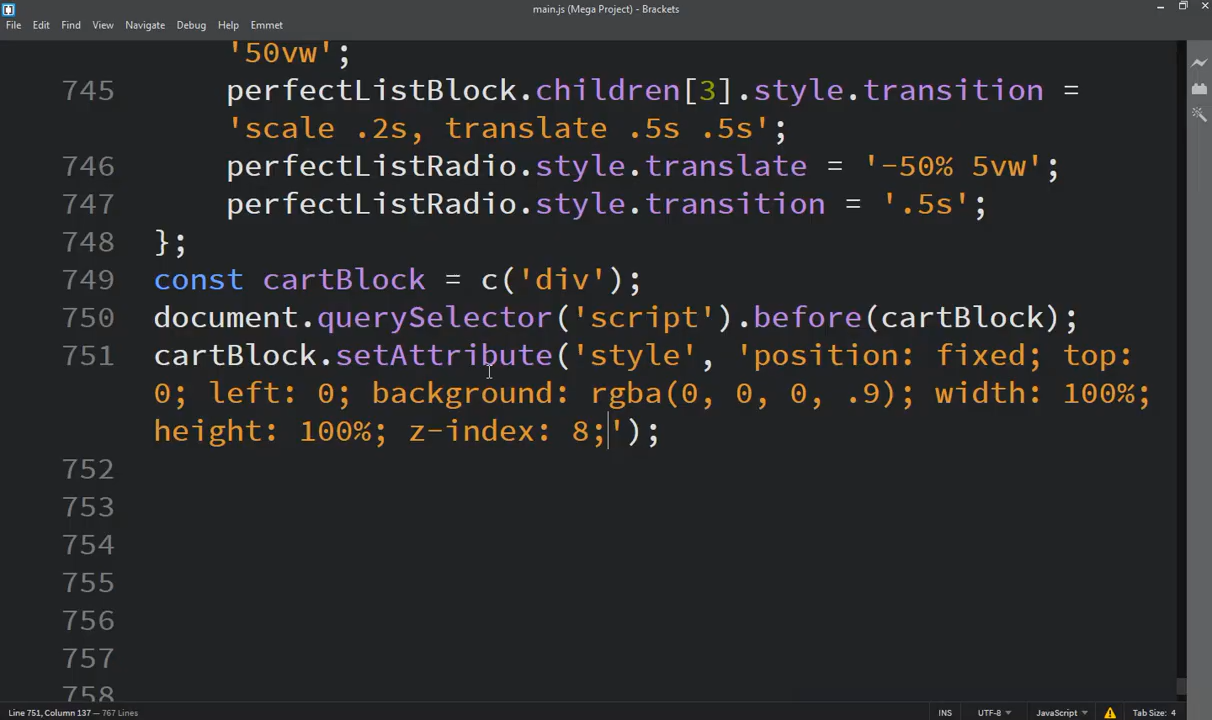 main.js (Mega Project) - Brackets
File Edit Find View Navigate Debug Help Emmet
'50vw';
745 perfectListBlock.children[3].style.transition =
'scale .2s, translate .5s .5s';
746 perfectListRadio.style.translate = '-50% 5vw';
747 perfectListRadio.style.transition = '.5s';
748 };
749 const cartBlock = c('div');
750 document.querySelector('script').before(cartBlock);
751 cartBlock.setAttribute('style', 'position: fixed; top:
0; left: 0; background: rgba(0, 0, 0, .9); width: 100%;
height: 100%; z-index: 8;');
752
753
754
755
756
757
758
Line 751, Column 137 — 767 Lines INS UTF-8 JavaScript Tab Size: 4